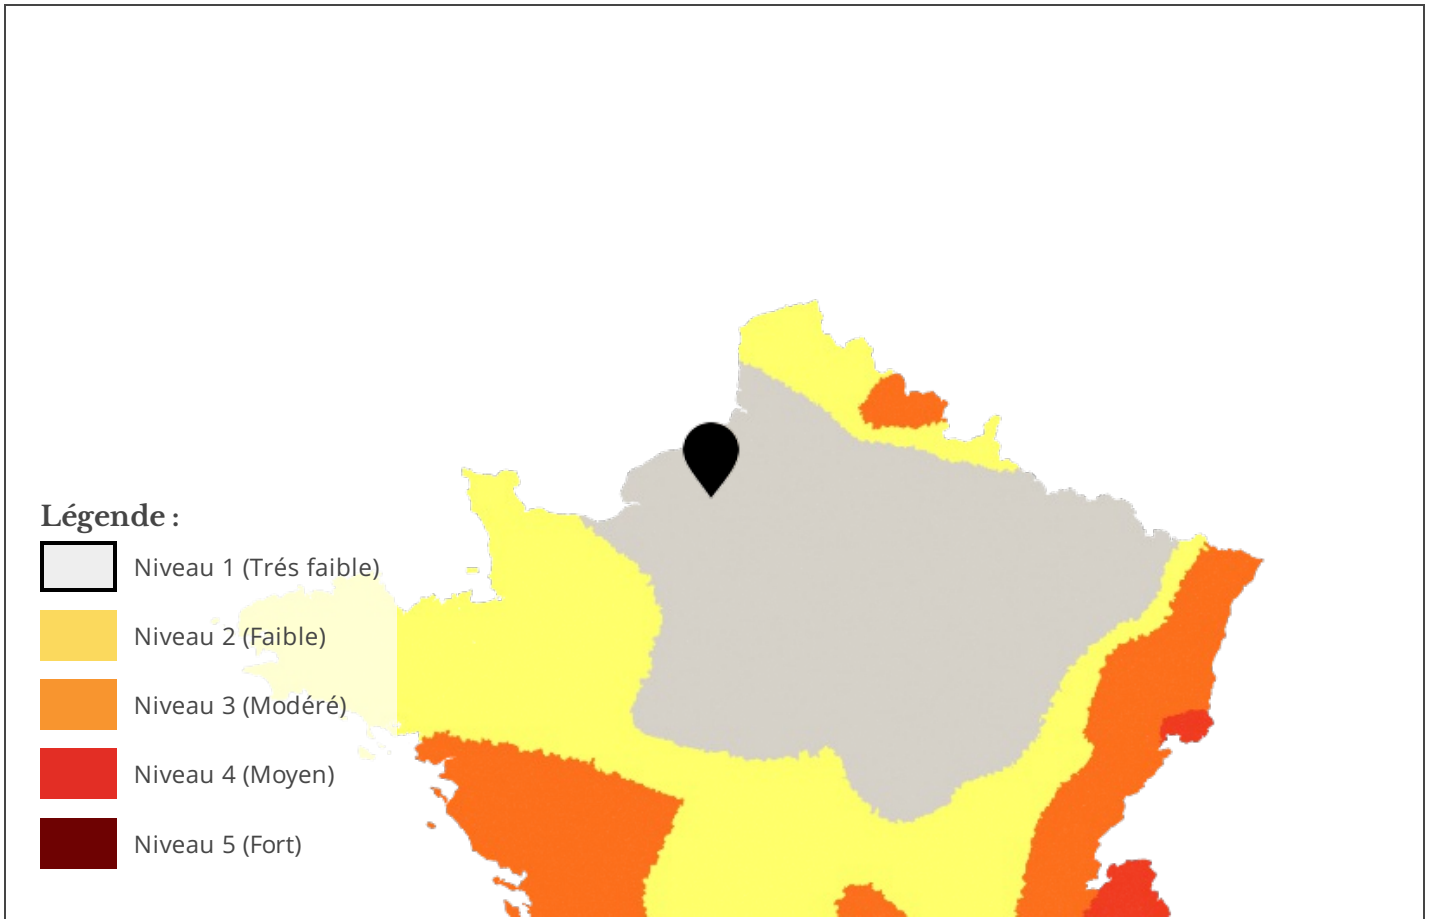 Légende :
Niveau 1 (Trés faible)
Niveau 2 (Faible)
Niveau 3 (Modéré)
Niveau 4 (Moyen)
Niveau 5 (Fort)